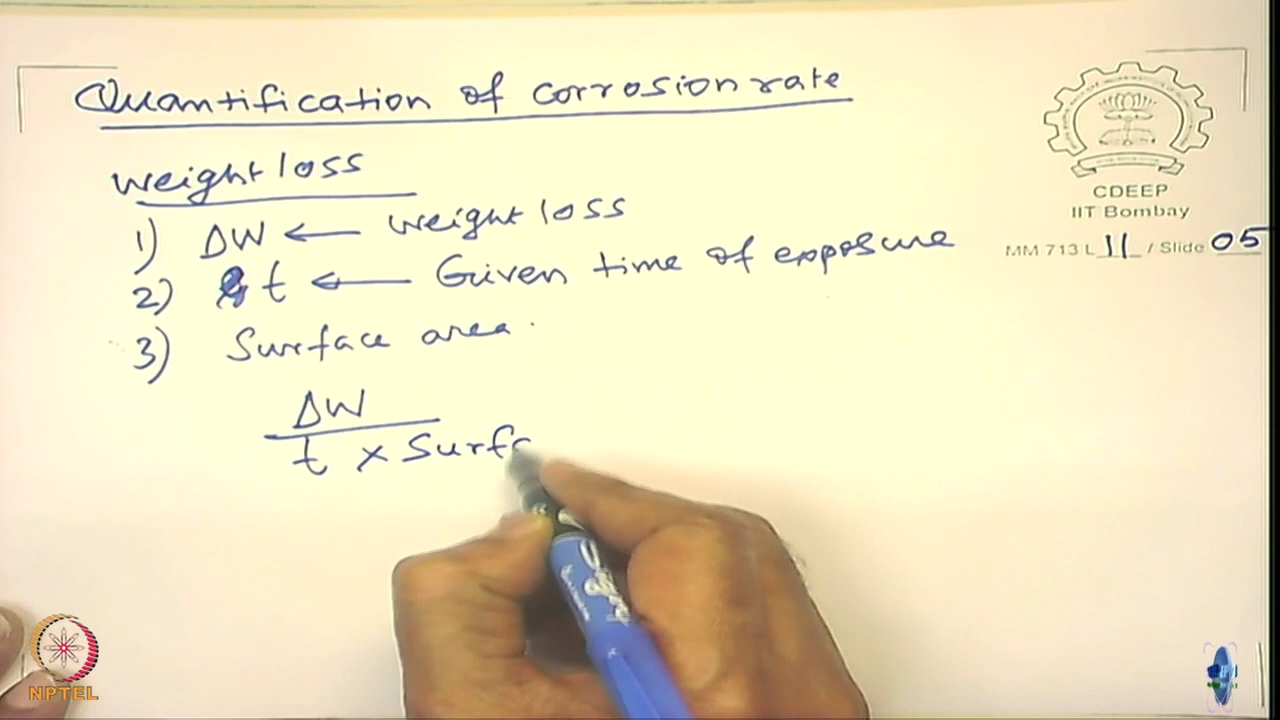 Quantification of corrosion rate
weight loss
1) ΔW ← weight loss
2) t ← Given time of exposure
3) Surface area.
ΔW
t × Surfa
CDEEP
IIT Bombay
MM 713 L 11 / Slide 05
NPTEL